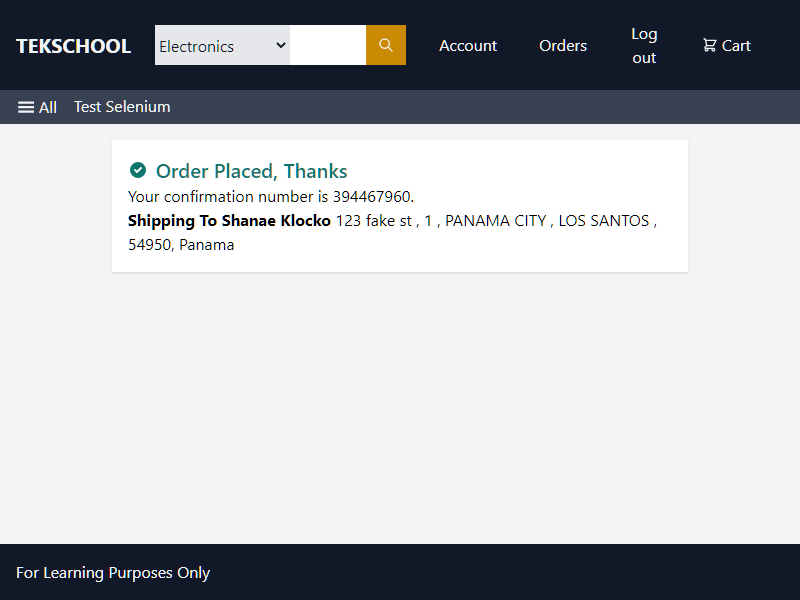 TEKSCHOOL
Electronics
Account
Orders
Log
out
Cart
All
Test Selenium
Order Placed, Thanks
Your confirmation number is 394467960.
Shipping To Shanae Klocko 123 fake st , 1 , PANAMA CITY , LOS SANTOS ,
54950, Panama
For Learning Purposes Only